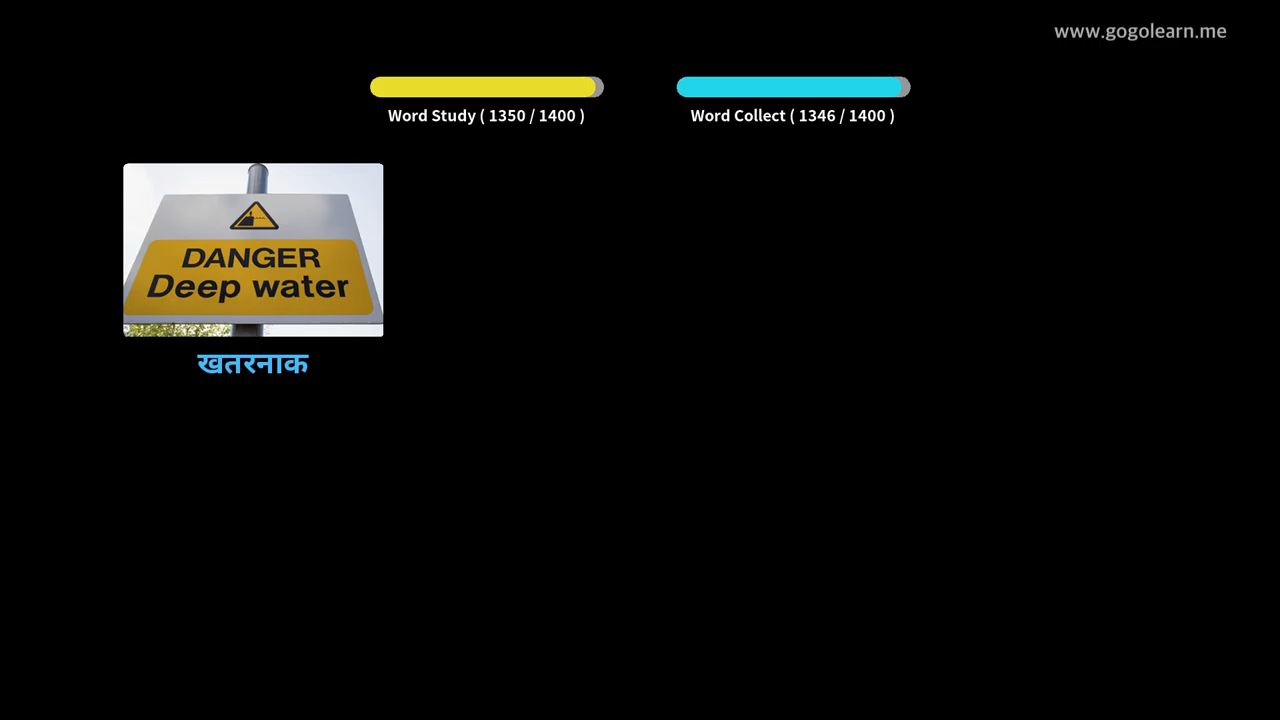 www.gogolearn.me
Word Study ( 1350 / 1400 )
Word Collect ( 1346 / 1400 )
DANGER
Deep water
खतरनाक